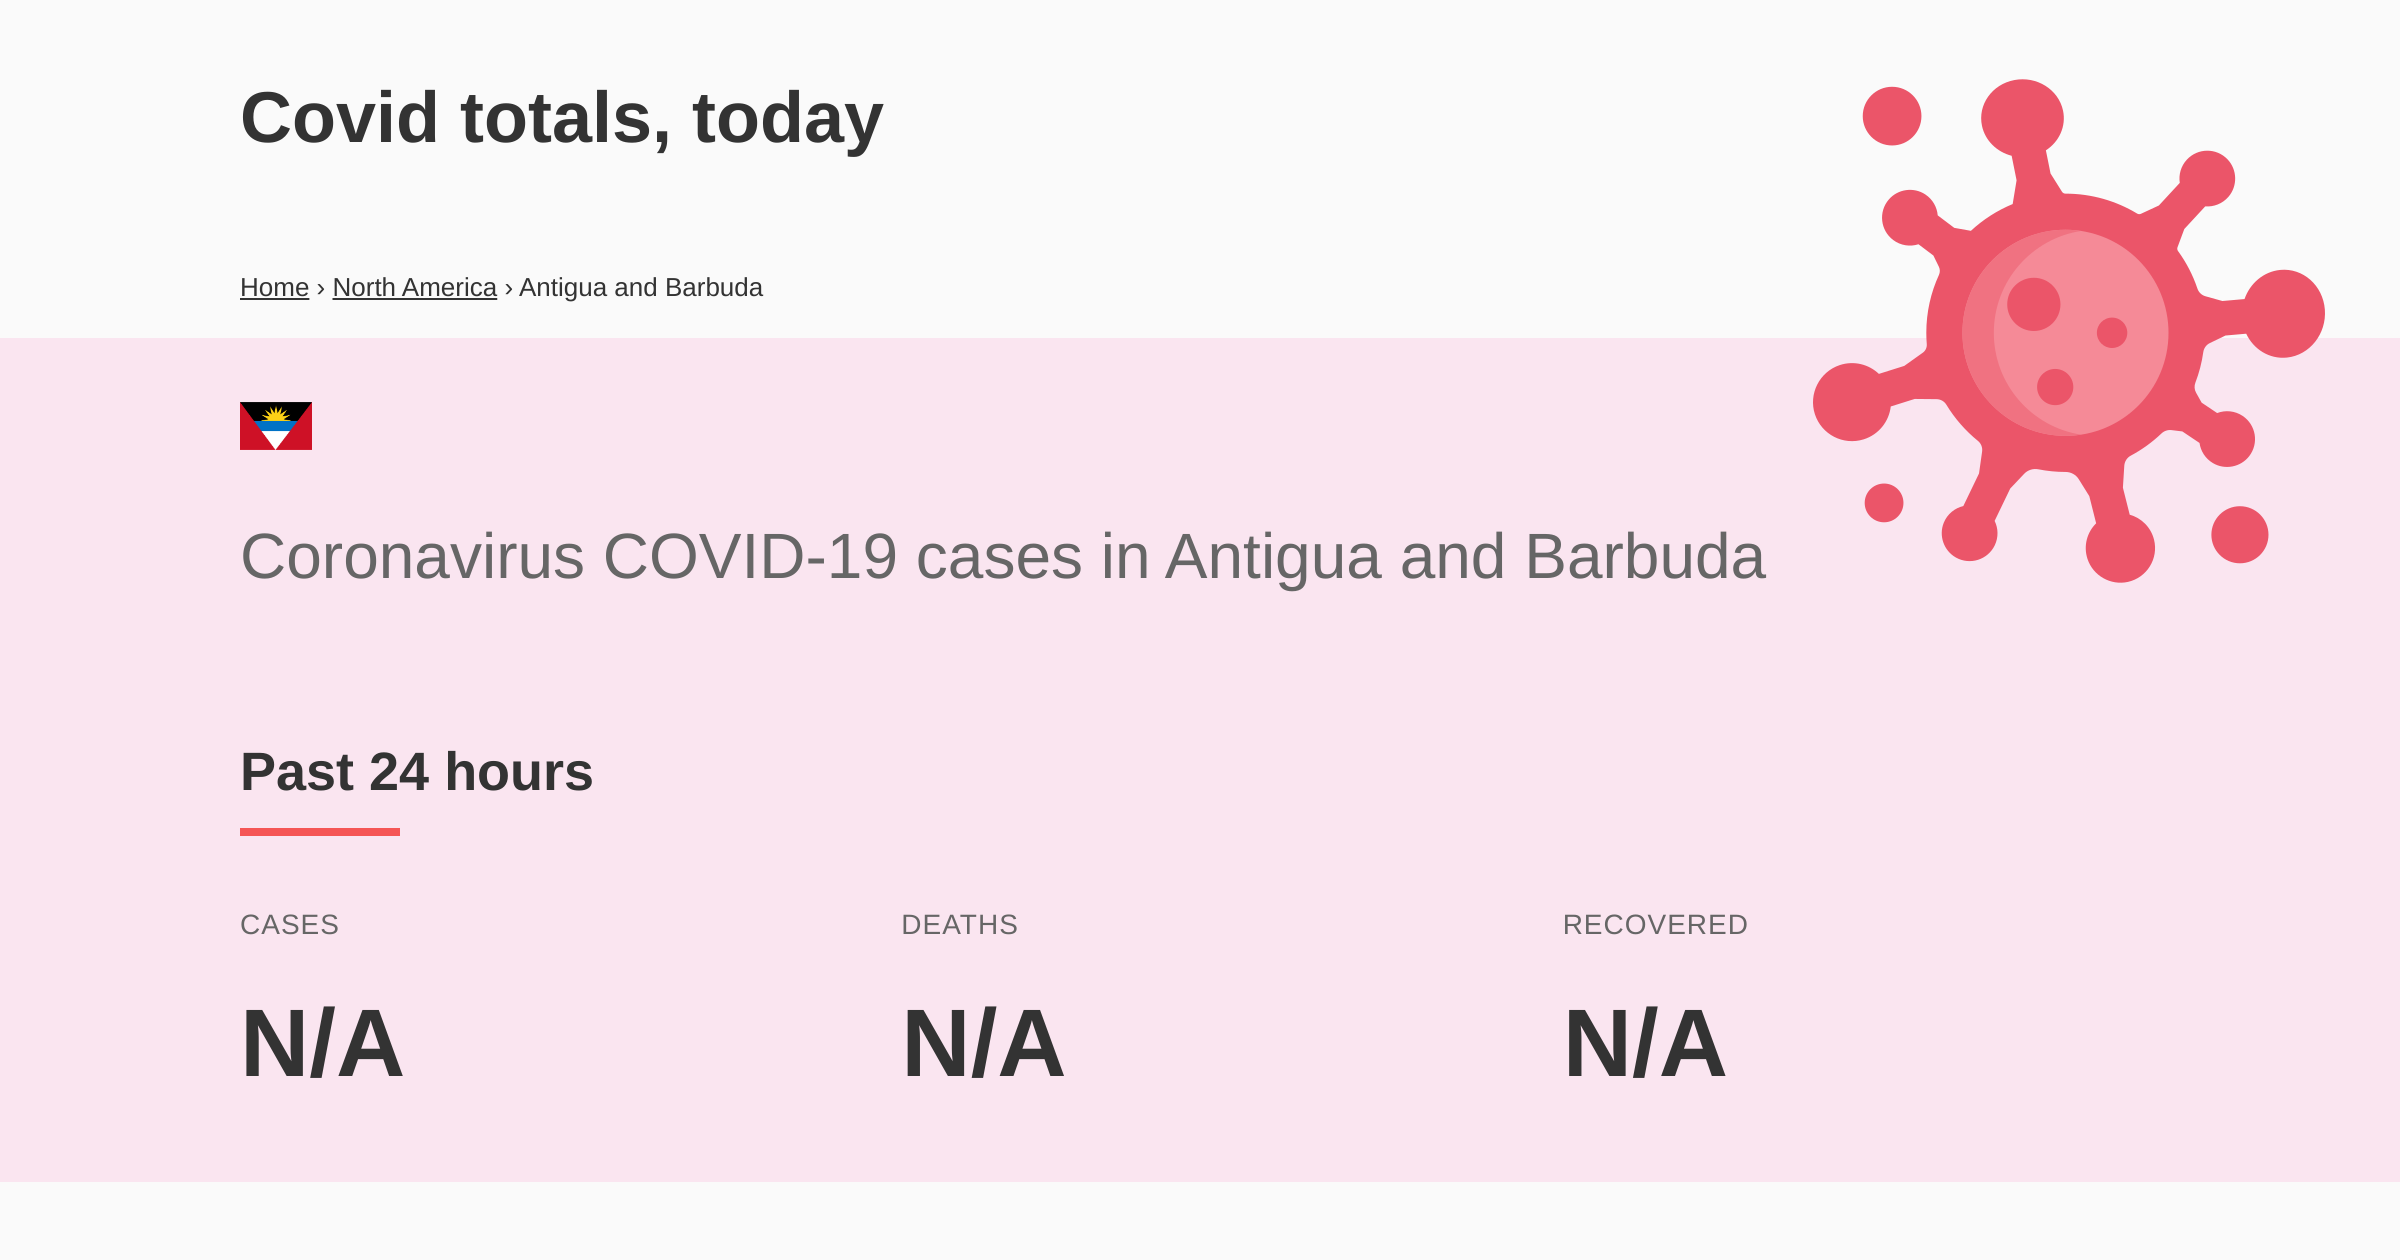 Covid totals, today
Home › North America › Antigua and Barbuda
Coronavirus COVID-19 cases in Antigua and Barbuda
Past 24 hours
CASES
DEATHS
RECOVERED
N/A
N/A
N/A